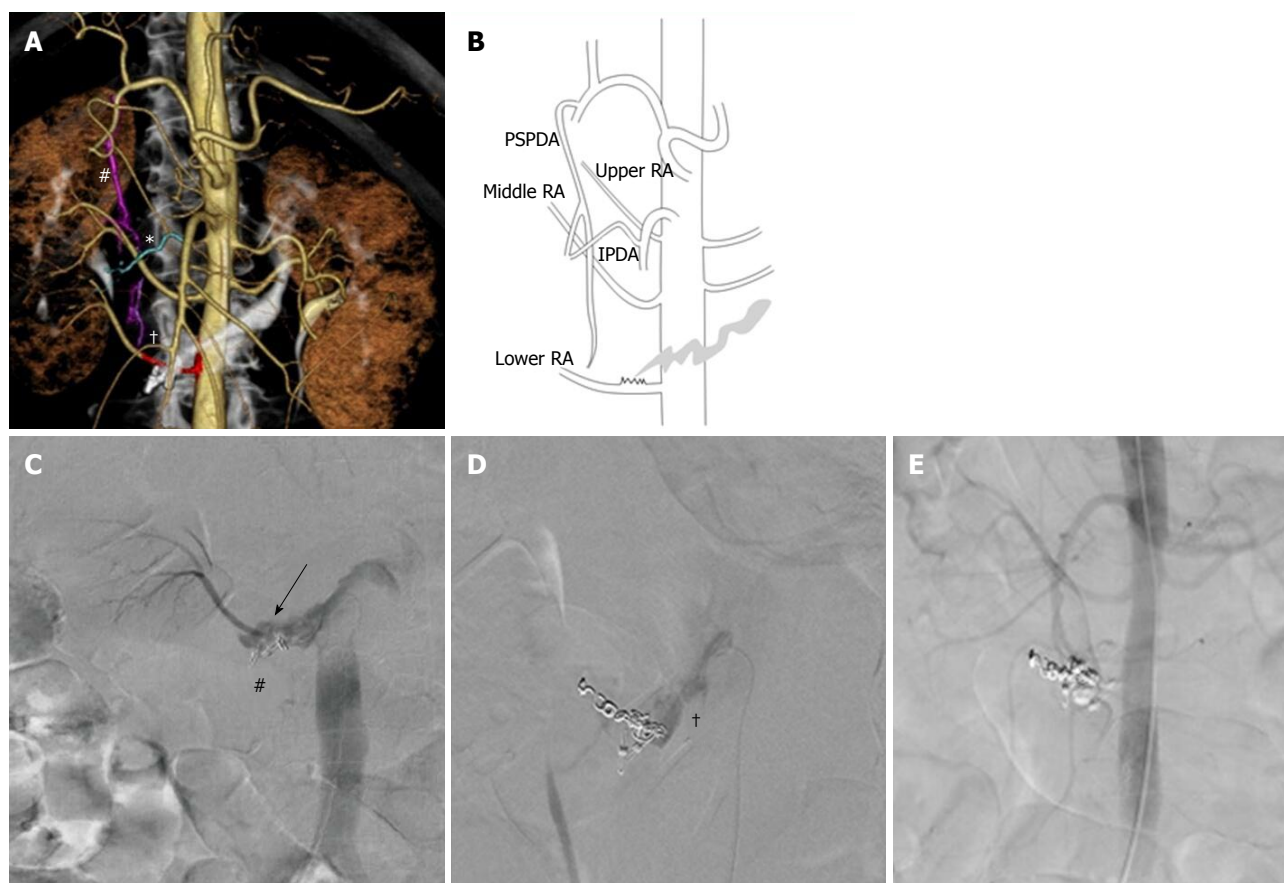 A
#
*
†
B
PSPDA
Upper RA
Middle RA
IPDA
Lower RA
C
#
D
†
E